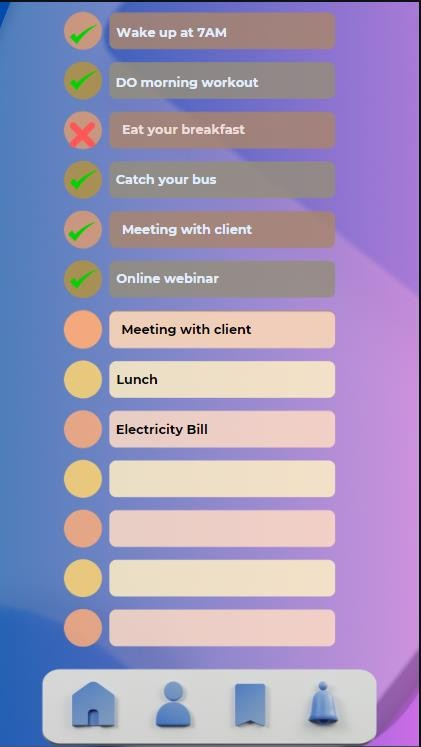 Wake up at 7AM
DO morning workout
Eat your breakfast
Catch your bus
Meeting with client
Online webinar
Meeting with client
Lunch
Electricity Bill